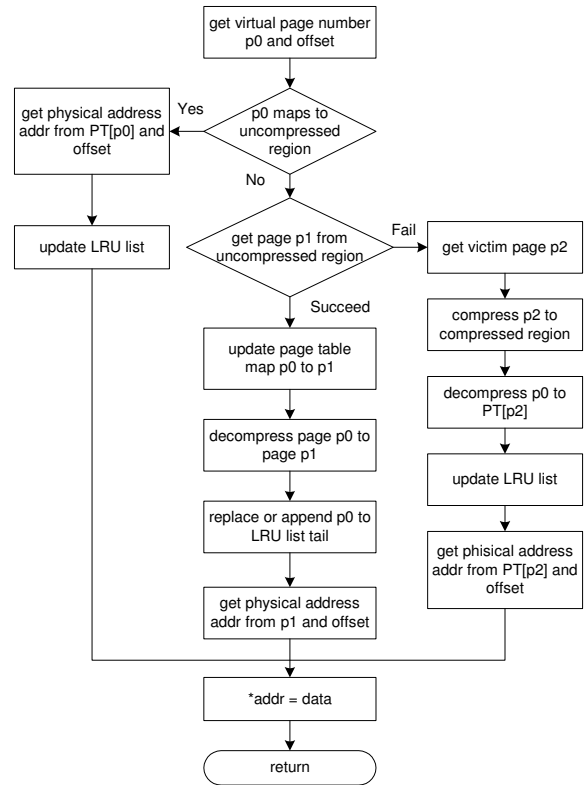 get virtual page number
p0 and offset
p0 maps to
uncompressed
region
Yes
get physical address
addr from PT[p0] and
offset
update LRU list
No
get page p1 from
uncompressed region
Fail
get victim page p2
compress p2 to
compressed region
decompress p0 to
PT[p2]
update LRU list
get phisical address
addr from PT[p2] and
offset
Succeed
update page table
map p0 to p1
decompress page p0 to
page p1
replace or append p0 to
LRU list tail
get physical address
addr from p1 and offset
*addr = data
return